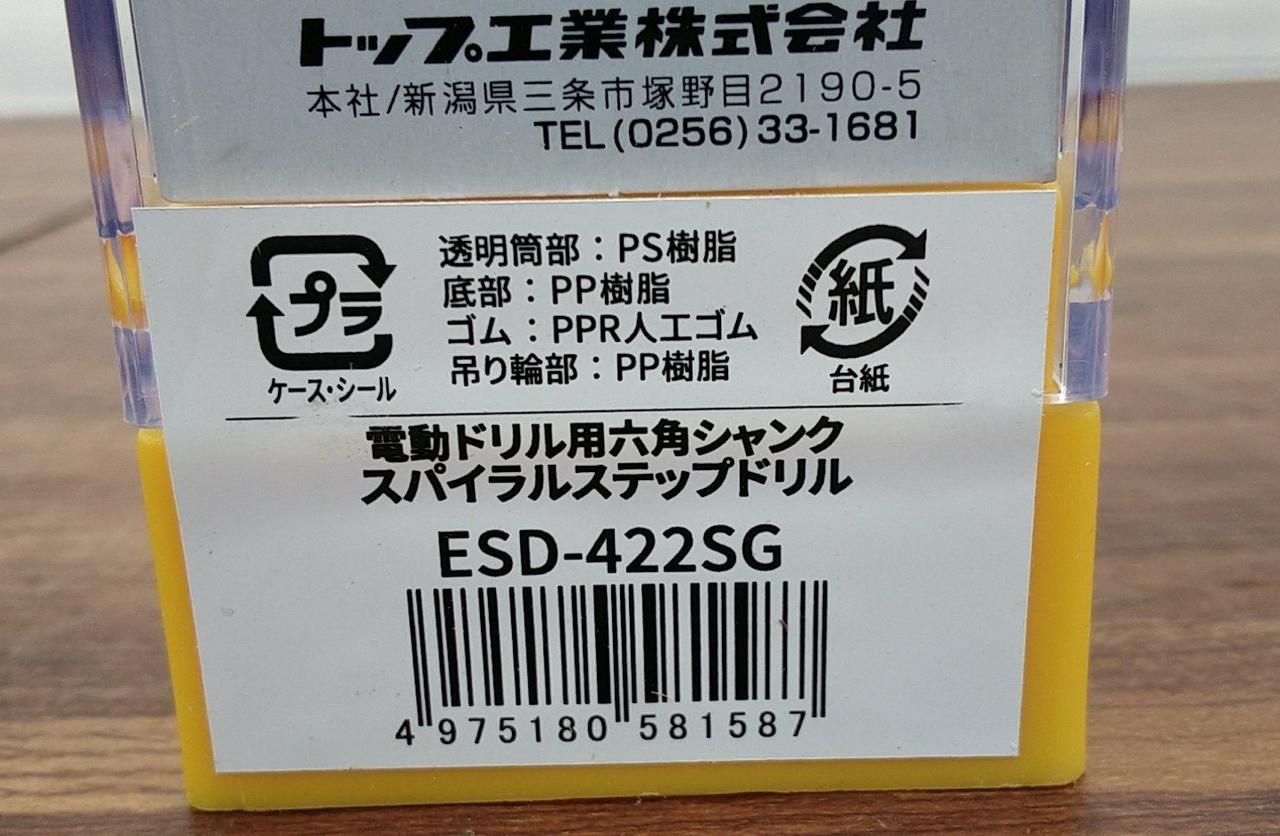 トップ工業株式会社
本社/新潟県三条市塚野目2190-5
TEL(0256)33-1681
プラ
ケース・シール
透明筒部：PS樹脂
底部：PP樹脂
ゴム：PPR人工ゴム
吊り輪部：PP樹脂
紙
台紙
電動ドリル用六角シャンク
スパイラルステップドリル
ESD-422SG
4975180581587